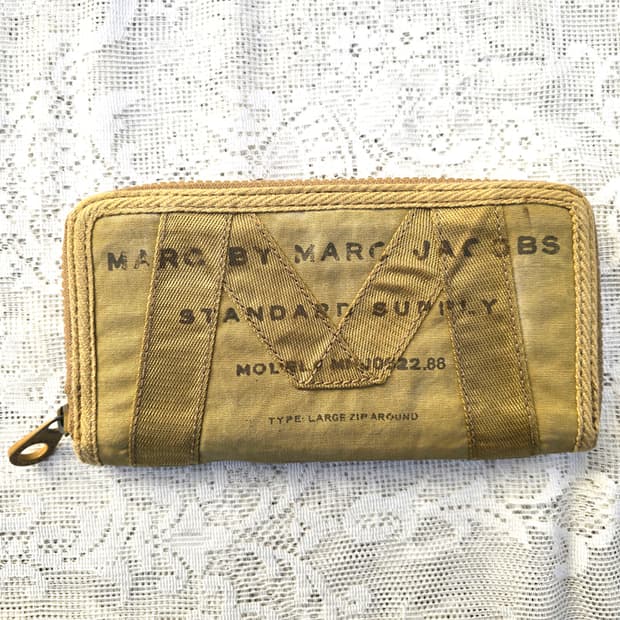 MARC BY MARC JACOBS
STANDARD SUPPLY
TYPE: LARGE ZIP AROUND